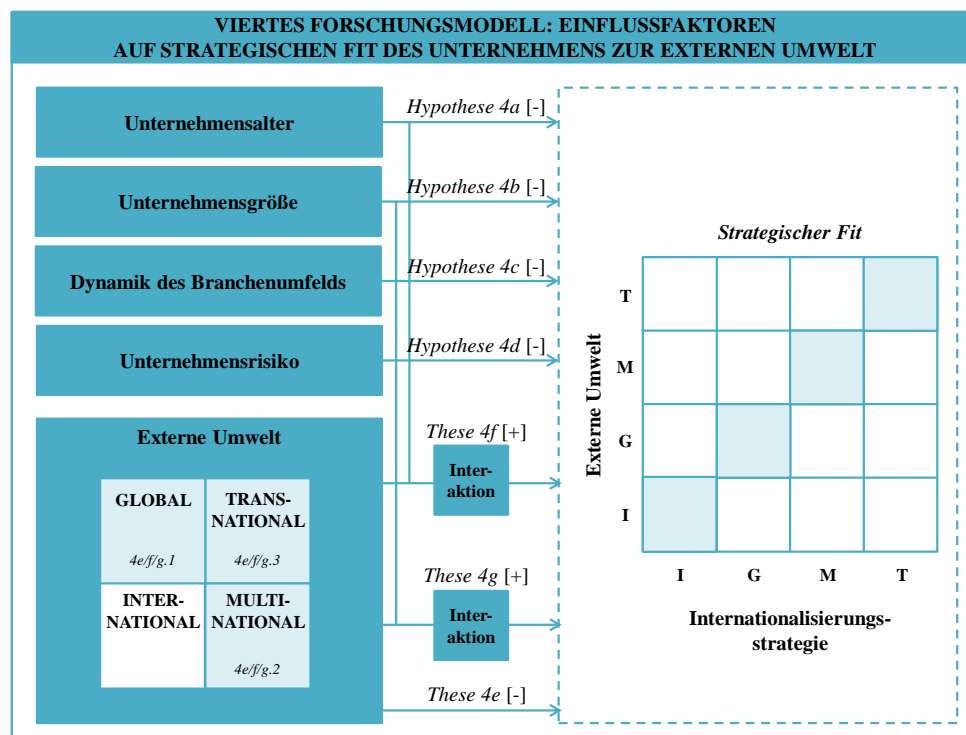 VIERTES FORSCHUNGSMODELL: EINFLUSSFAKTOREN
AUF STRATEGISCHEN FIT DES UNTERNEHMENS ZUR EXTERNEN UMWELT
Unternehmensalter
Hypothese 4a [-]
Unternehmensgröße
Hypothese 4b [-]
Dynamik des Branchenumfelds
Hypothese 4c [-]
Unternehmensrisiko
Hypothese 4d [-]
Externe Umwelt
GLOBAL
4e/f/g.1
TRANS-
NATIONAL
4e/f/g.3
INTER-
NATIONAL
MULTI-
NATIONAL
4e/f/g.2
These 4f [+]
Inter-
aktion
These 4g [+]
Inter-
aktion
These 4e [-]
Strategischer Fit
Externe Umwelt
T
M
G
I
I G M T
Internationalisierungs-
strategie